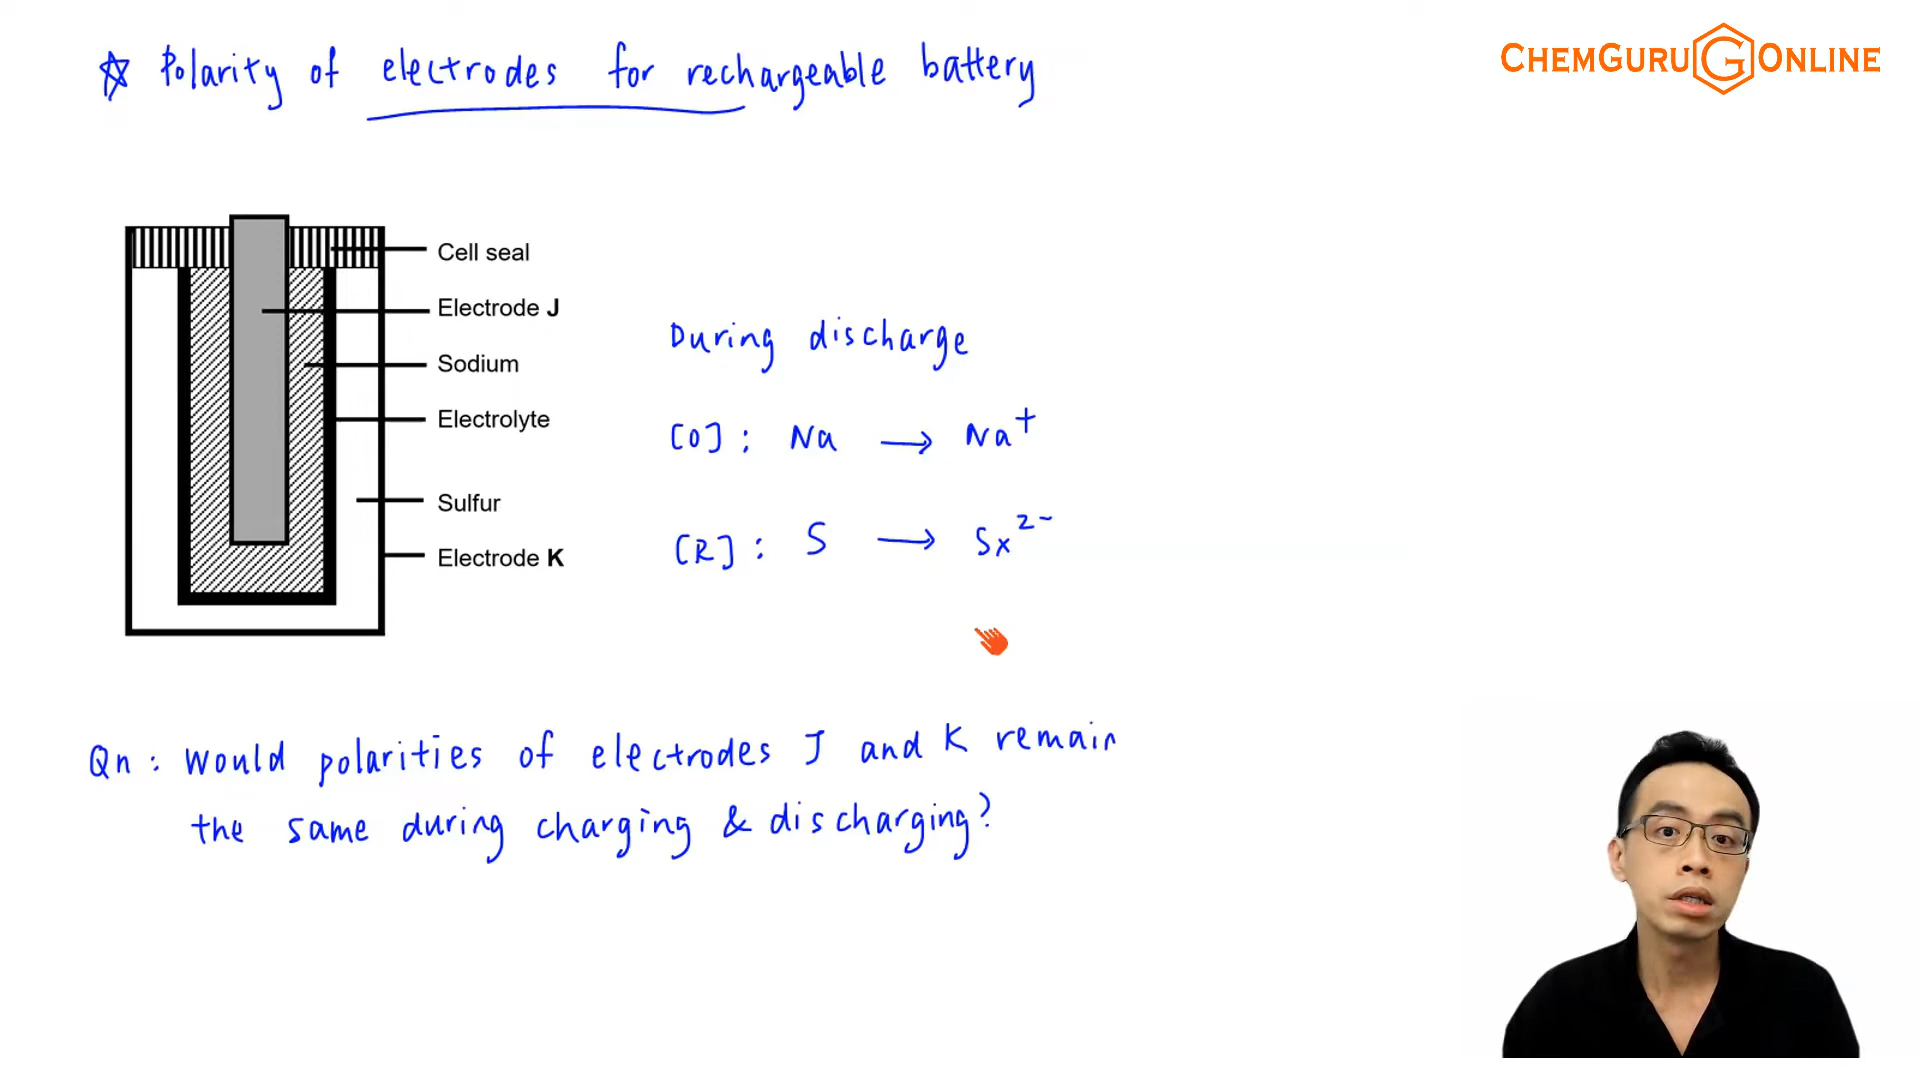 ☆ Polarity of electrodes for rechargeable battery
CHEMGURU G ONLINE
Cell seal
Electrode J
Sodium
Electrolyte
Sulfur
Electrode K
During discharge
[O] : Na → Na⁺
[R] : S → Sx²⁻
Qn : Would polarities of electrodes J and K remain
the same during charging & discharging?